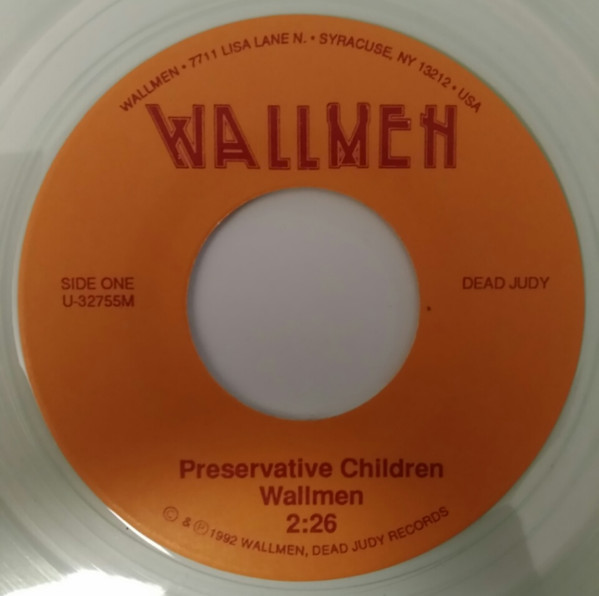 WALLMEN • 7711 LISA LANE N. • SYRACUSE, NY 13212 • USA
WALLMEN
SIDE ONE
U-32755M
DEAD JUDY
Preservative Children
Wallmen
2:26
© & ℗ 1992 WALLMEN, DEAD JUDY RECORDS